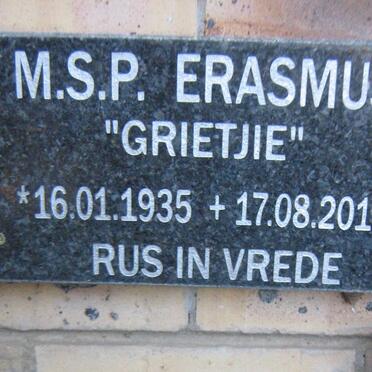 M.S.P. ERASMU
"GRIETJIE"
*16.01.1935 + 17.08.201
RUS IN VREDE